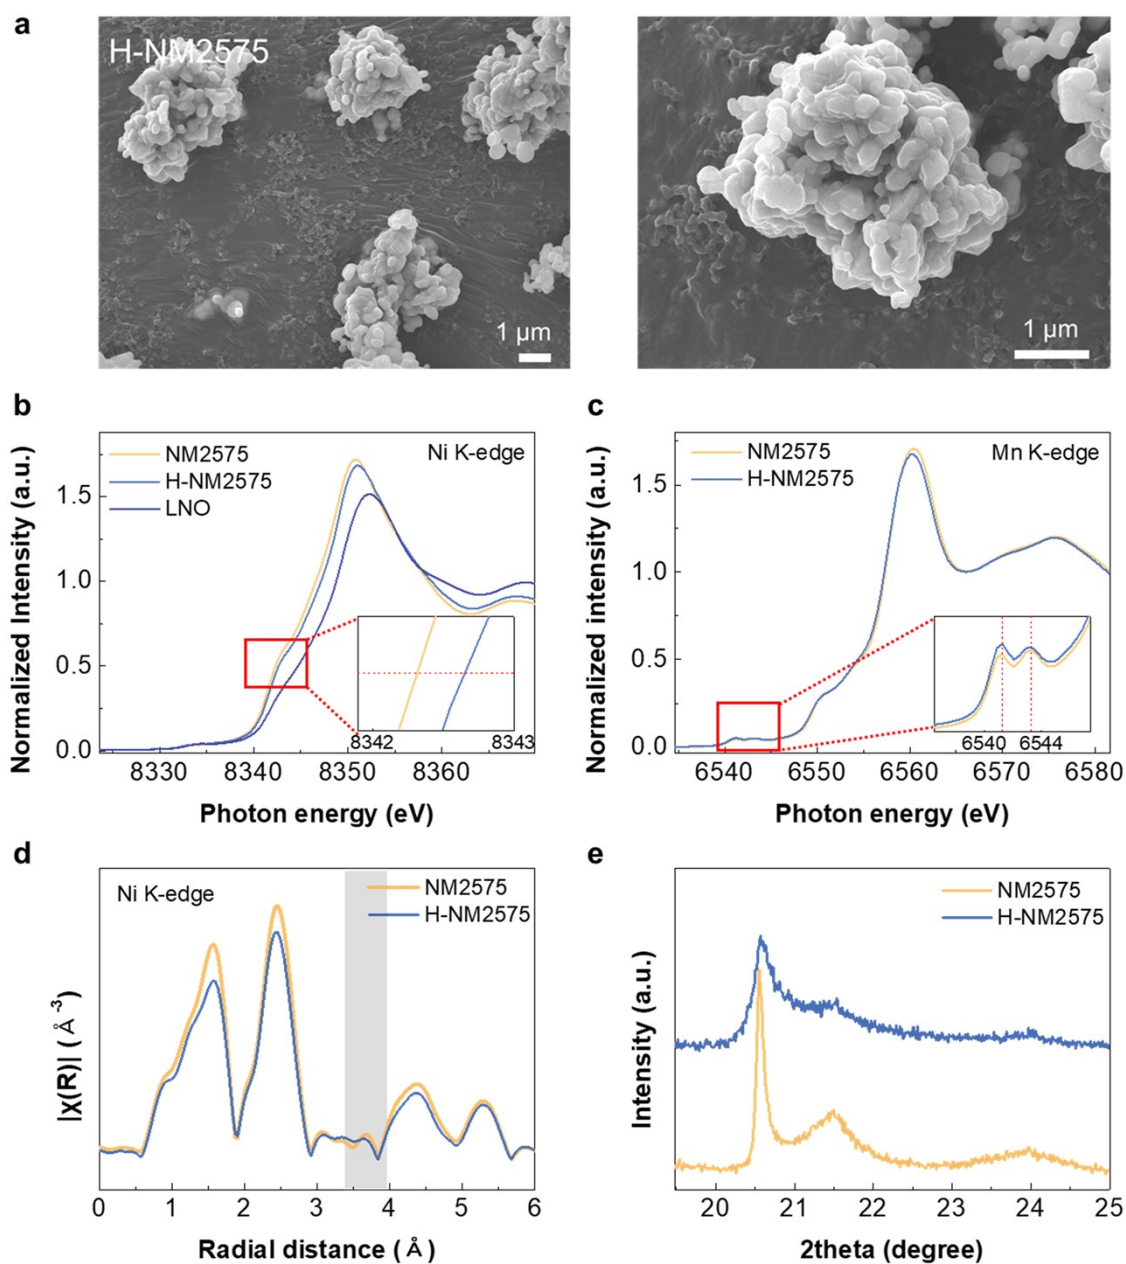 a
H-NM2575
1 µm
1 µm
b
Normalized Intensity (a.u.)
NM2575
H-NM2575
LNO
Ni K-edge
1.5
1.0
0.5
0.0
8342
8343
8330
8340
8350
8360
Photon energy (eV)
c
Normalized intensity (a.u.)
NM2575
H-NM2575
Mn K-edge
1.5
1.0
0.5
0.0
6540
6544
6540
6550
6560
6570
6580
Photon energy (eV)
d
|χ(R)| (Å⁻³)
Ni K-edge
NM2575
H-NM2575
0
1
2
3
4
5
6
Radial distance (Å)
e
Intensity (a.u.)
NM2575
H-NM2575
20
21
22
23
24
25
2theta (degree)